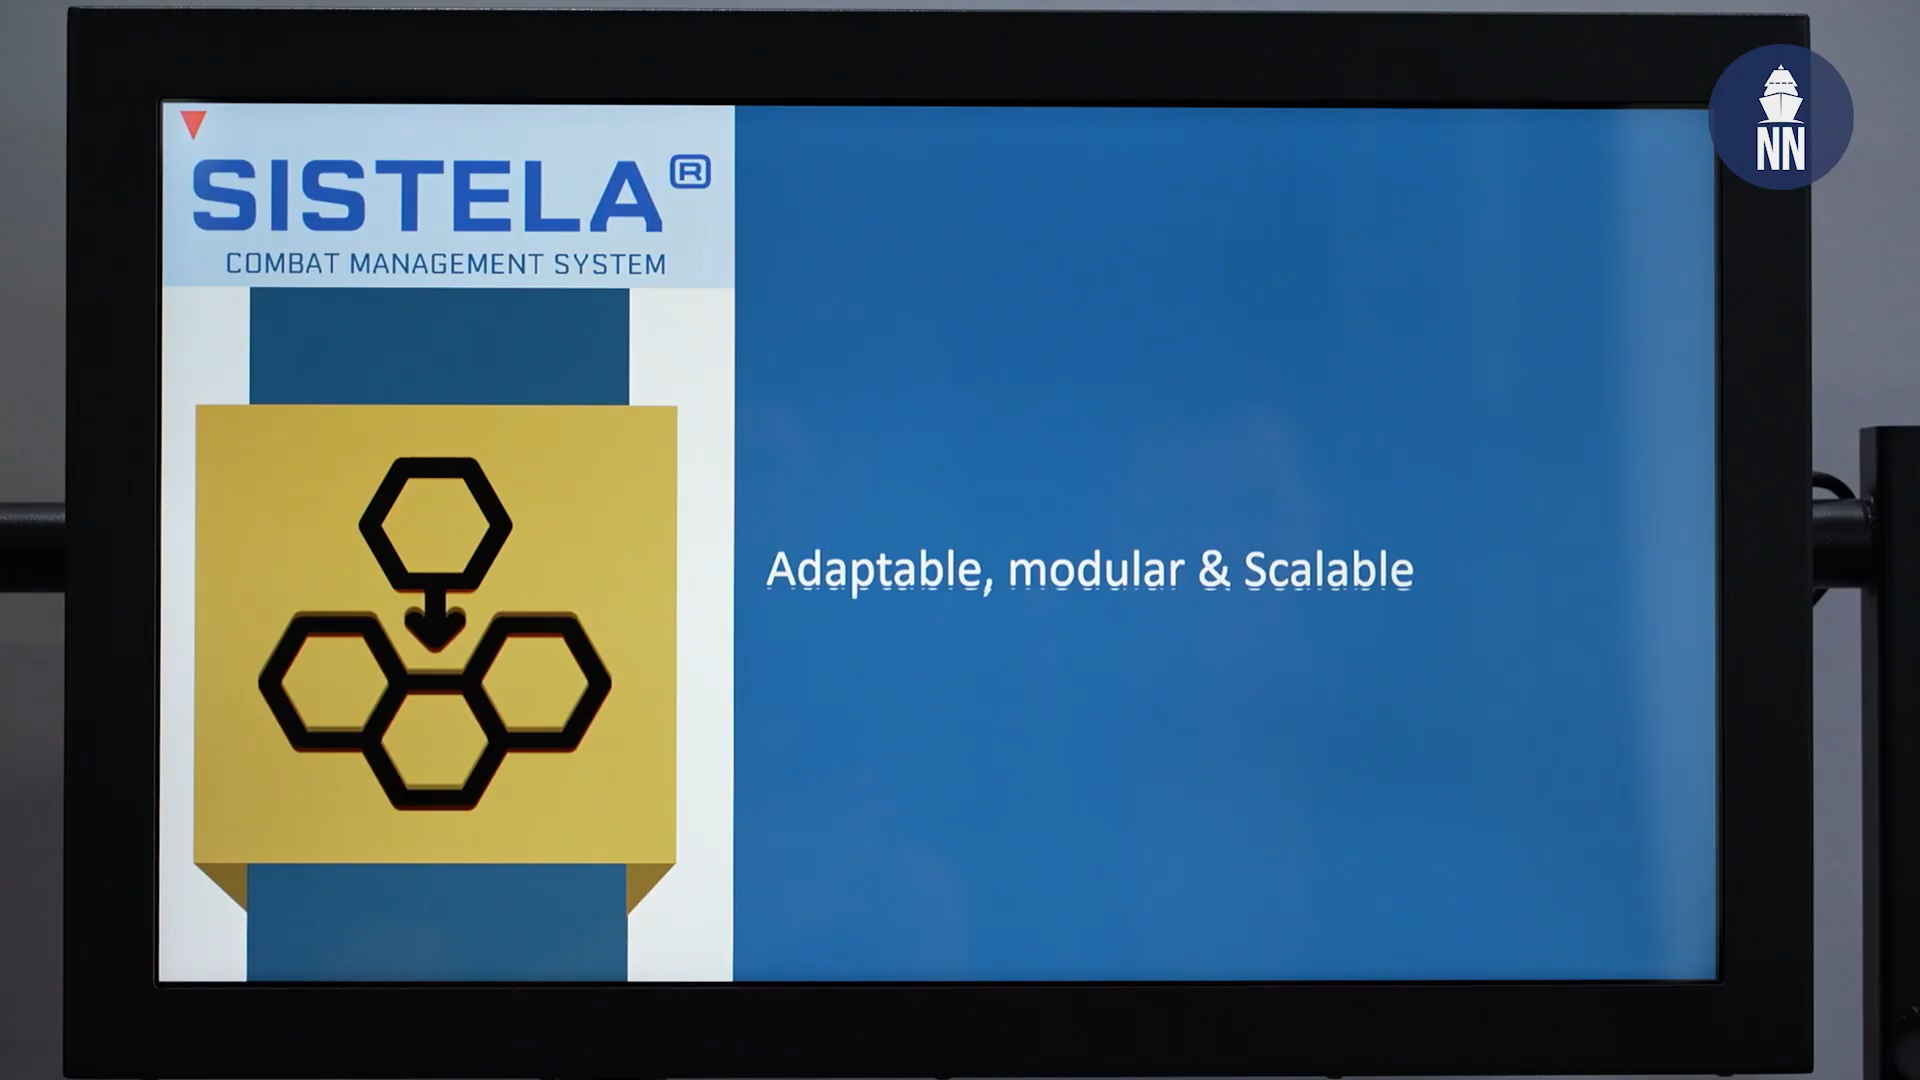 SISTELA®
COMBAT MANAGEMENT SYSTEM
Adaptable, modular & Scalable
NN